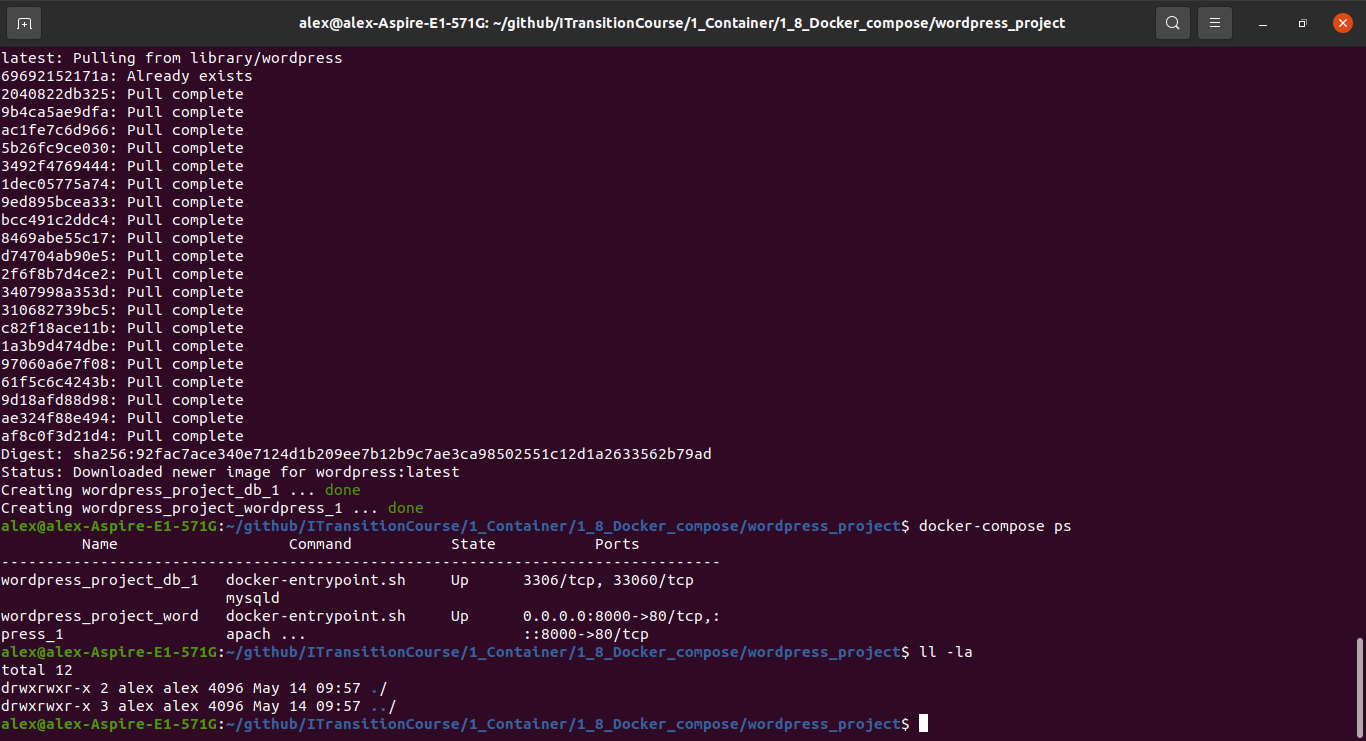 alex@alex-Aspire-E1-571G: ~/github/ITransitionCourse/1_Container/1_8_Docker_compose/wordpress_project
latest: Pulling from library/wordpress
69692152171a: Already exists
2040822db325: Pull complete
9b4ca5ae9dfa: Pull complete
ac1fe7c6d966: Pull complete
5b26fc9ce030: Pull complete
3492f4769444: Pull complete
1dec05775a74: Pull complete
9ed895bcea33: Pull complete
bcc491c2ddc4: Pull complete
8469abe55c17: Pull complete
d74704ab90e5: Pull complete
2f6f8b7d4ce2: Pull complete
3407998a353d: Pull complete
310682739bc5: Pull complete
c82f18ace11b: Pull complete
1a3b9d474dbe: Pull complete
97060a6e7f08: Pull complete
61f5c6c4243b: Pull complete
9d18afd88d98: Pull complete
ae324f88e494: Pull complete
af8c0f3d21d4: Pull complete
Digest: sha256:92fac7ace340e7124d1b209ee7b12b9c7ae3ca98502551c12d1a2633562b79ad
Status: Downloaded newer image for wordpress:latest
Creating wordpress_project_db_1 ... done
Creating wordpress_project_wordpress_1 ... done
alex@alex-Aspire-E1-571G:~/github/ITransitionCourse/1_Container/1_8_Docker_compose/wordpress_project$ docker-compose ps
         Name                   Command           State           Ports
--------------------------------------------------------------------------------
wordpress_project_db_1   docker-entrypoint.sh     Up      3306/tcp, 33060/tcp
                         mysqld
wordpress_project_word   docker-entrypoint.sh     Up      0.0.0.0:8000->80/tcp,:
press_1                  apach ...                        ::8000->80/tcp
alex@alex-Aspire-E1-571G:~/github/ITransitionCourse/1_Container/1_8_Docker_compose/wordpress_project$ ll -la
total 12
drwxrwxr-x 2 alex alex 4096 May 14 09:57 ./
drwxrwxr-x 3 alex alex 4096 May 14 09:57 ../
alex@alex-Aspire-E1-571G:~/github/ITransitionCourse/1_Container/1_8_Docker_compose/wordpress_project$